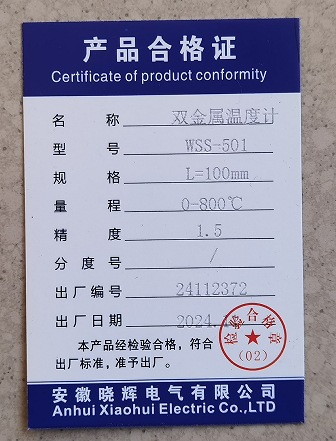 产品合格证
Certificate of product conformity
名称 双金属温度计
型号 WSS-501
规格 L=100mm
量程 0-800℃
精度 1.5
分度号 /
出厂编号 24112372
出厂日期 2024.
检验合格章
(02)
本产品经检验合格，符合
出厂标准，准予出厂。
安徽晓辉电气有限公司
Anhui Xiaohui Electric Co.,LTD